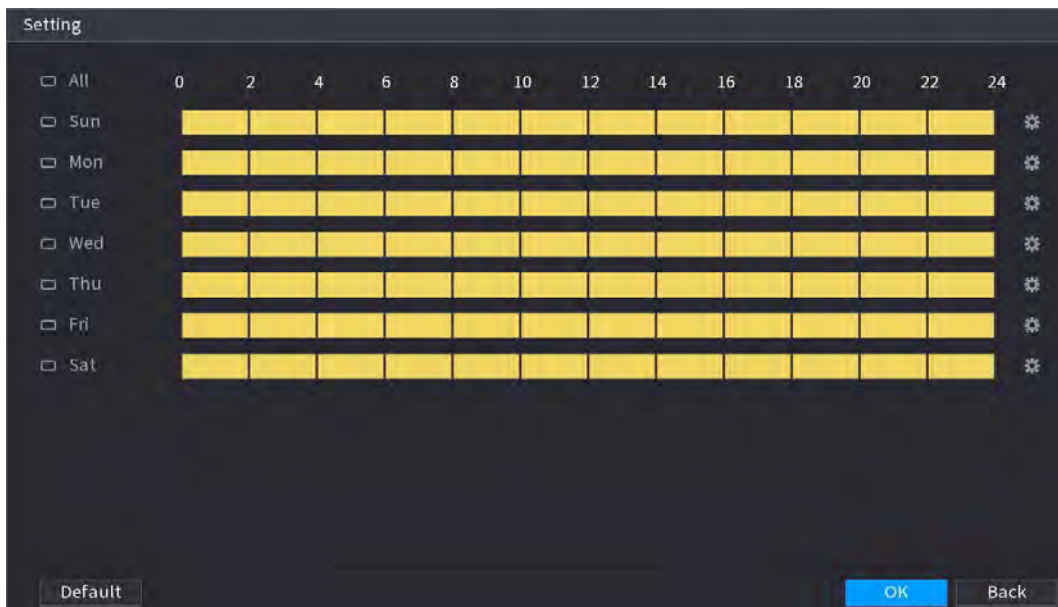 Setting
All 0 2 4 6 8 10 12 14 16 18 20 22 24
Sun
Mon
Tue
Wed
Thu
Fri
Sat
Default OK Back